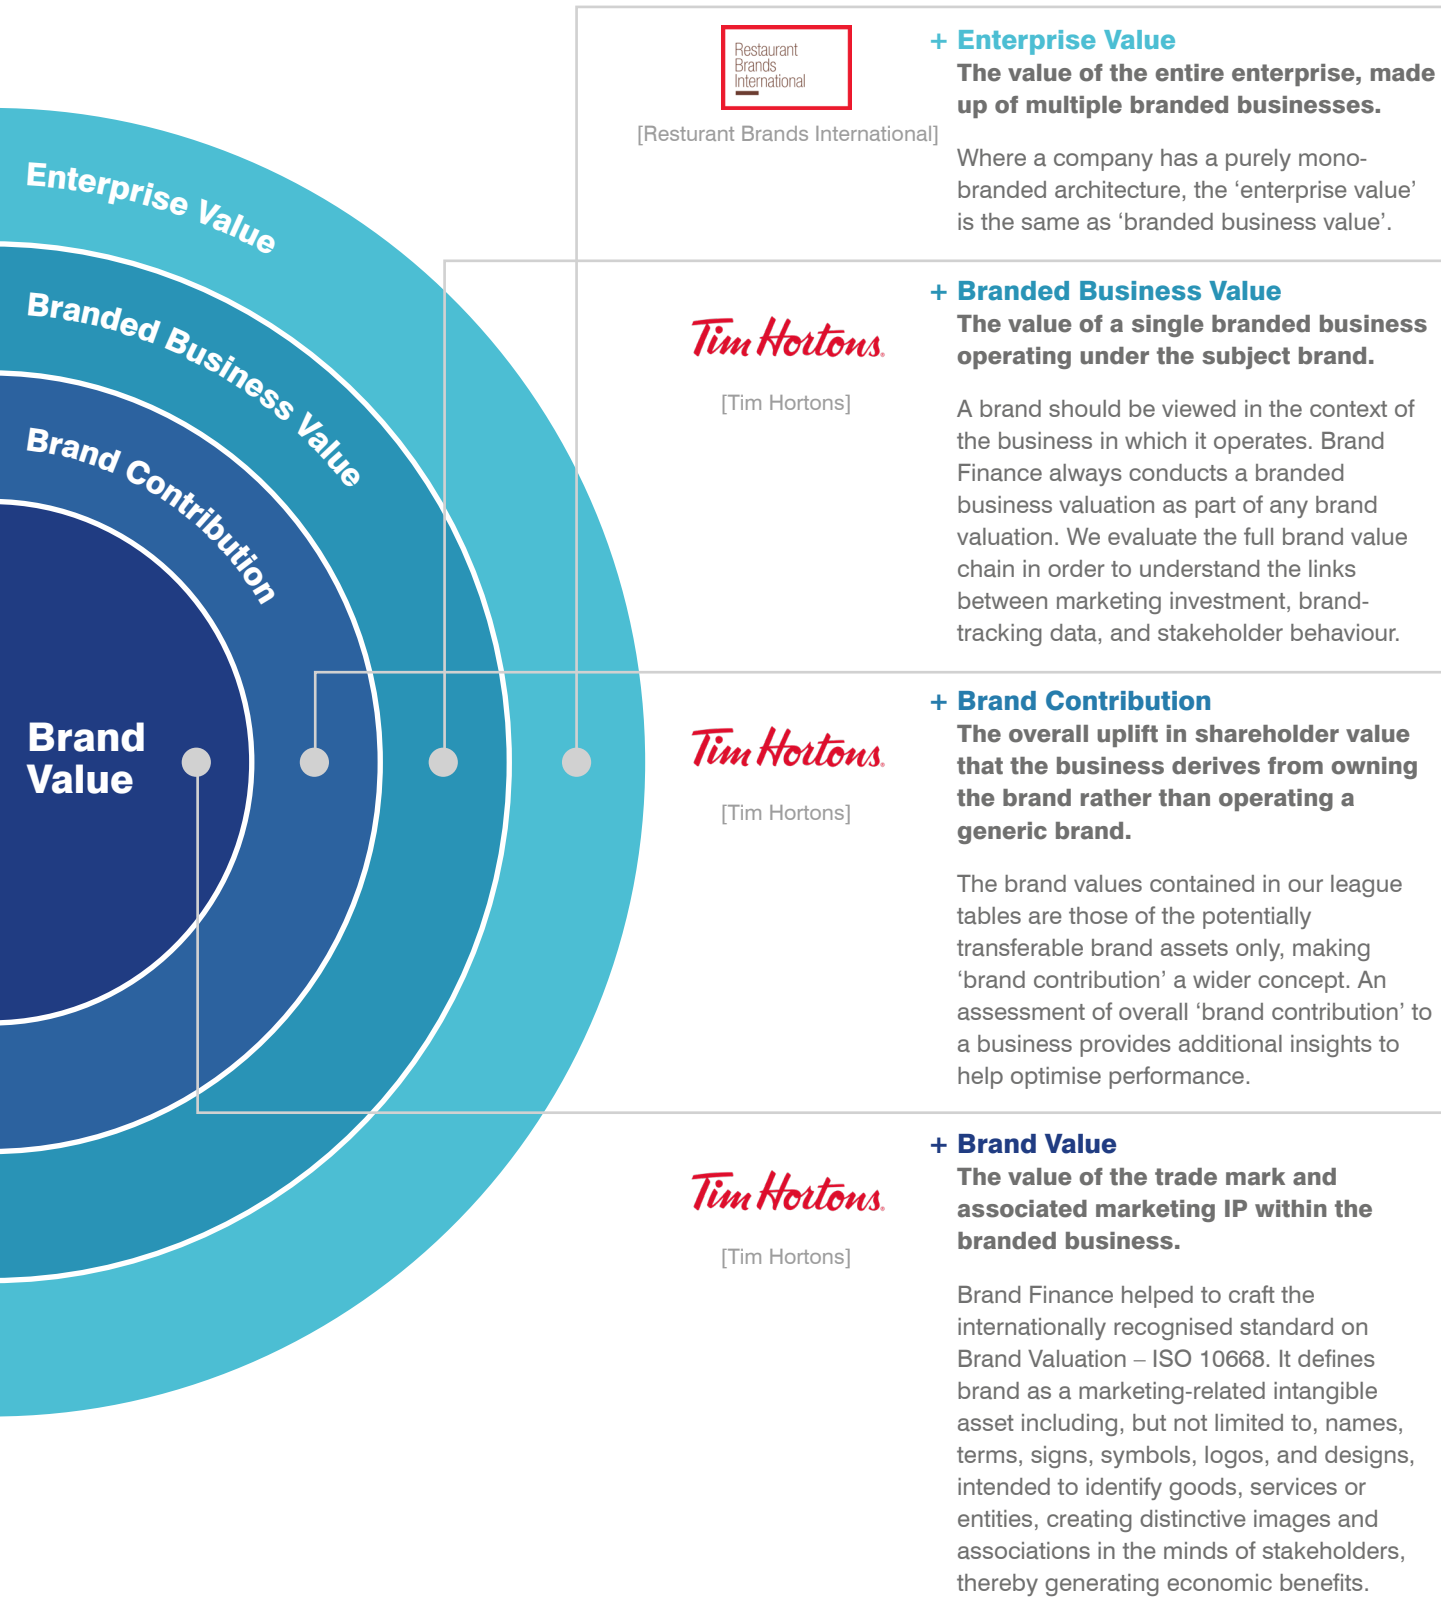 Enterprise Value
Branded Business Value
Brand Contribution
Brand
Value
Restaurant
Brands
International
[Resturant Brands International]
+ Enterprise Value
The value of the entire enterprise, made
up of multiple branded businesses.
Where a company has a purely mono-
branded architecture, the ‘enterprise value’
is the same as ‘branded business value’.
Tim Hortons®
[Tim Hortons]
+ Branded Business Value
The value of a single branded business
operating under the subject brand.
A brand should be viewed in the context of
the business in which it operates. Brand
Finance always conducts a branded
business valuation as part of any brand
valuation. We evaluate the full brand value
chain in order to understand the links
between marketing investment, brand-
tracking data, and stakeholder behaviour.
Tim Hortons®
[Tim Hortons]
+ Brand Contribution
The overall uplift in shareholder value
that the business derives from owning
the brand rather than operating a
generic brand.
The brand values contained in our league
tables are those of the potentially
transferable brand assets only, making
‘brand contribution’ a wider concept. An
assessment of overall ‘brand contribution’ to
a business provides additional insights to
help optimise performance.
Tim Hortons®
[Tim Hortons]
+ Brand Value
The value of the trade mark and
associated marketing IP within the
branded business.
Brand Finance helped to craft the
internationally recognised standard on
Brand Valuation – ISO 10668. It defines
brand as a marketing-related intangible
asset including, but not limited to, names,
terms, signs, symbols, logos, and designs,
intended to identify goods, services or
entities, creating distinctive images and
associations in the minds of stakeholders,
thereby generating economic benefits.